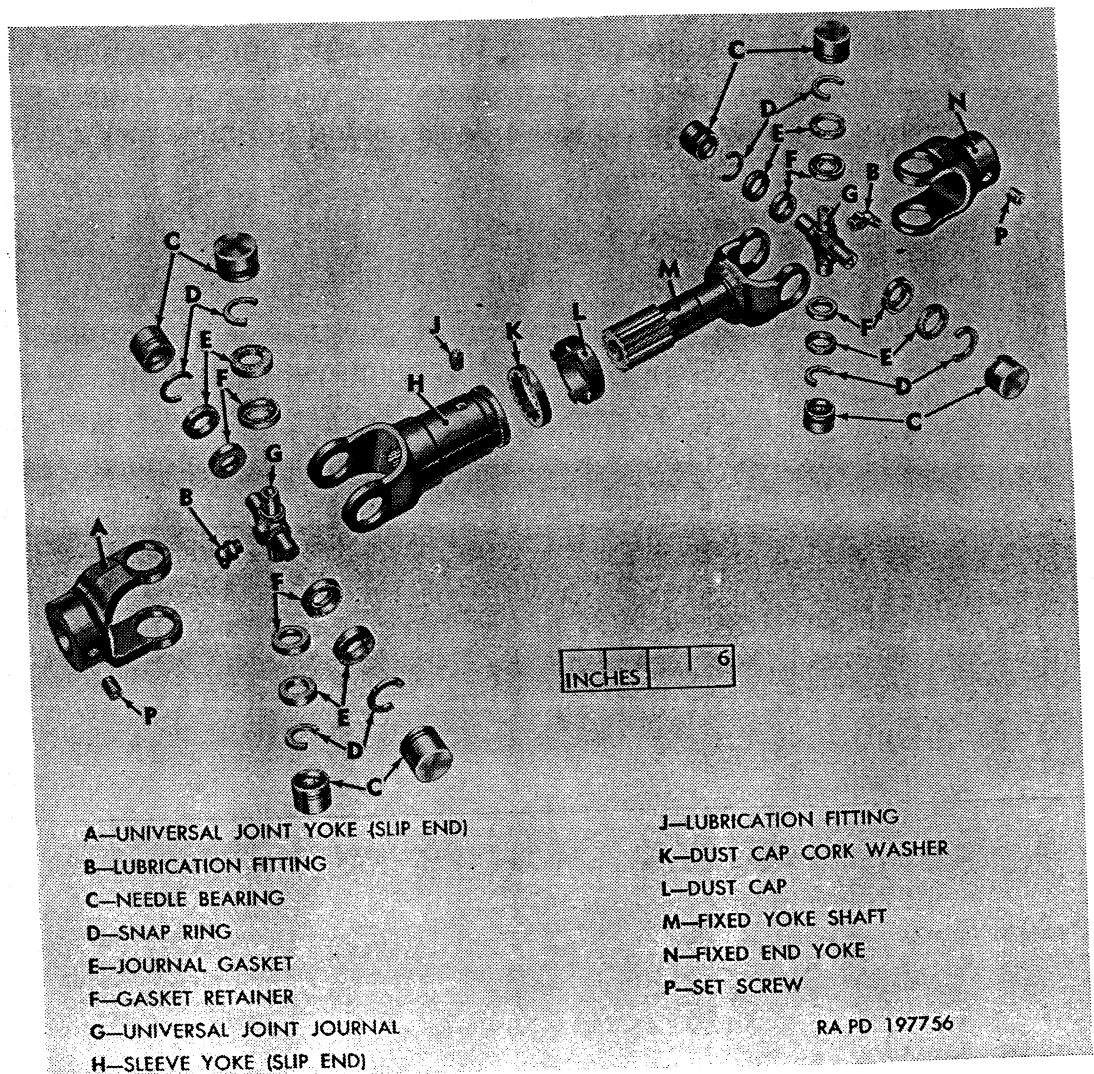 C
D
N
E
F
B
G
P
C
M
D
L
J
K
E
F
F
H
E
D
G
C
B
A
F
INCHES 6
E
P
D
C
A—UNIVERSAL JOINT YOKE (SLIP END)
B—LUBRICATION FITTING
C—NEEDLE BEARING
D—SNAP RING
E—JOURNAL GASKET
F—GASKET RETAINER
G—UNIVERSAL JOINT JOURNAL
H—SLEEVE YOKE (SLIP END)
J—LUBRICATION FITTING
K—DUST CAP CORK WASHER
L—DUST CAP
M—FIXED YOKE SHAFT
N—FIXED END YOKE
P—SET SCREW
RA PD 197756